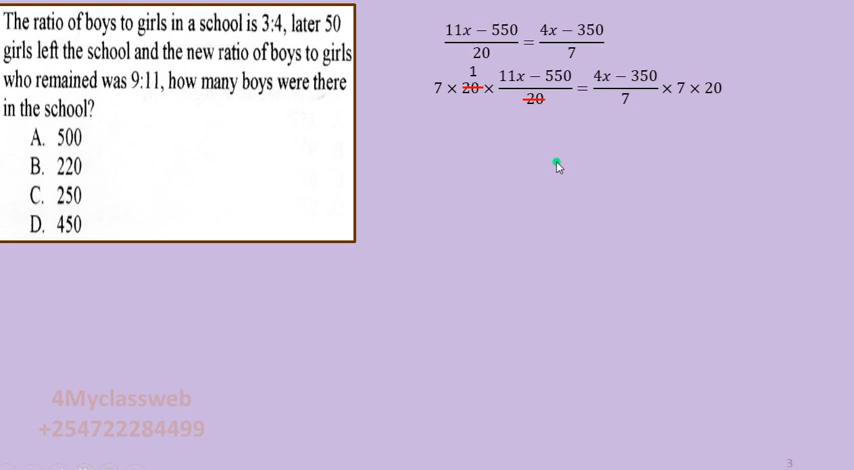 The ratio of boys to girls in a school is 3:4, later 50
girls left the school and the new ratio of boys to girls
who remained was 9:11, how many boys were there
in the school?
A. 500
B. 220
C. 250
D. 450
11x − 550 / 20 = 4x − 350 / 7
1
7 × 20 × 11x − 550 / 20 = 4x − 350 / 7 × 7 × 20
4Myclassweb
+254722284499
3